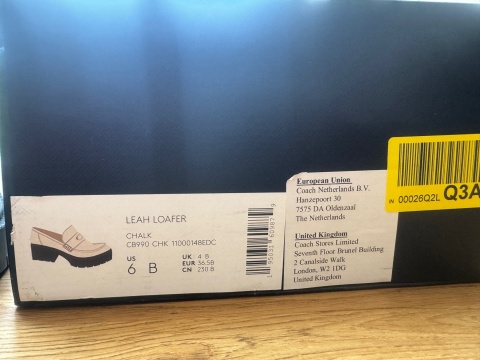 LEAH LOAFER
CHALK
CB990 CHK 11000148EDC
US
6 B
UK 4 B
EUR 36.5B
CN 230 B
European Union
Coach Netherlands B.V.
Hanzepoort 30
7575 DA Oldenzaal
The Netherlands
United Kingdom
Coach Stores Limited
Seventh Floor Brunel Building
2 Canalside Walk
London, W2 1DG
United Kingdom
IN 00026Q2L Q3A